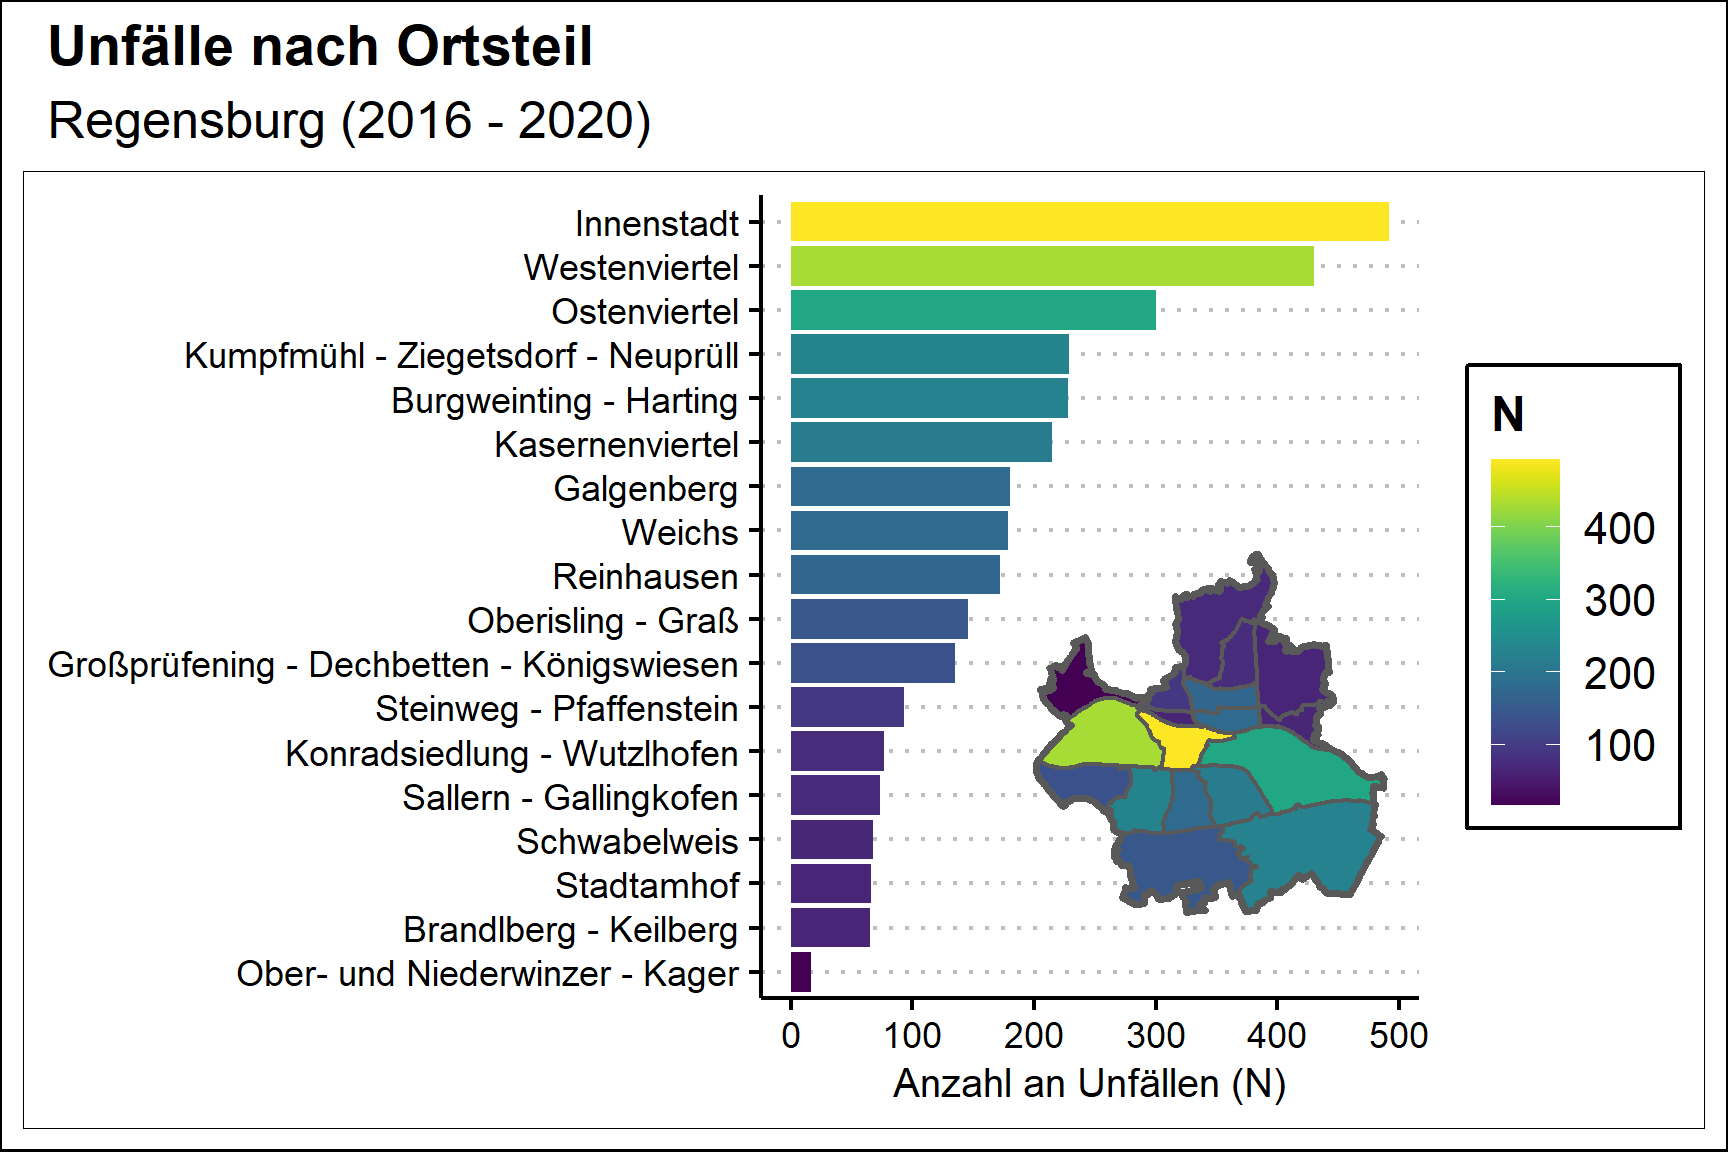 Unfälle nach Ortsteil
Regensburg (2016 - 2020)
Innenstadt
Westenviertel
Ostenviertel
Kumpfmühl - Ziegetsdorf - Neuprüll
Burgweinting - Harting
Kasernenviertel
Galgenberg
Weichs
Reinhausen
Oberisling - Graß
Großprüfening - Dechbetten - Königswiesen
Steinweg - Pfaffenstein
Konradsiedlung - Wutzlhofen
Sallern - Gallingkofen
Schwabelweis
Stadtamhof
Brandlberg - Keilberg
Ober- und Niederwinzer - Kager
0 100 200 300 400 500
Anzahl an Unfällen (N)
N
400
300
200
100